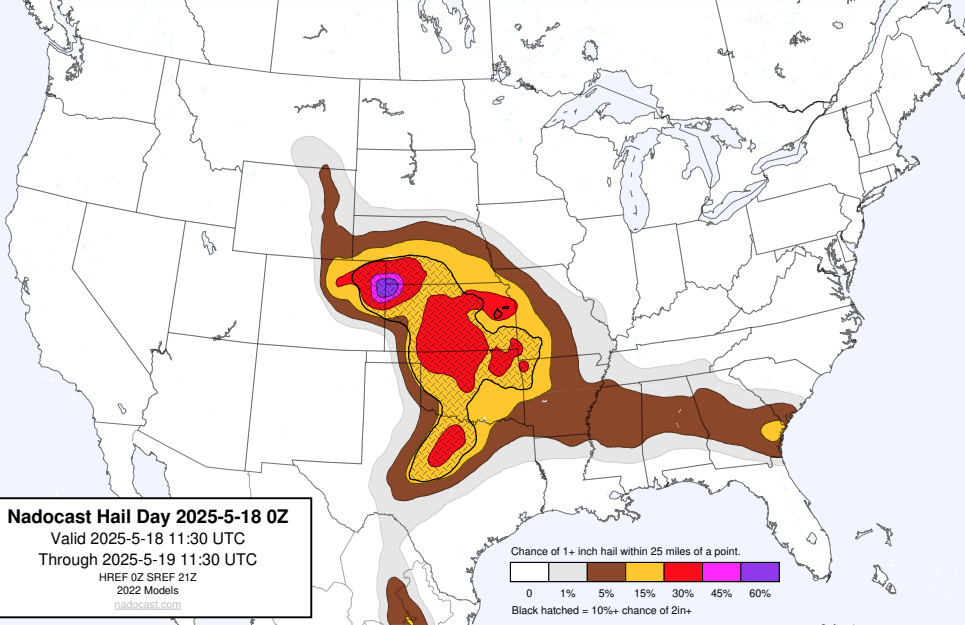 Nadocast Hail Day 2025-5-18 0Z
Valid 2025-5-18 11:30 UTC
Through 2025-5-19 11:30 UTC
HREF 0Z SREF 21Z
2022 Models
nadocast.com
Chance of 1+ inch hail within 25 miles of a point.
0 1% 5% 15% 30% 45% 60%
Black hatched = 10%+ chance of 2in+